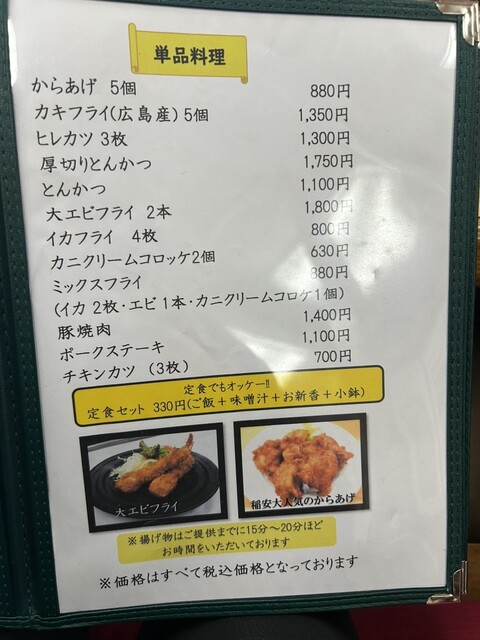 単品料理
からあげ 5個 880円
カキフライ(広島産) 5個 1,350円
ヒレカツ 3枚 1,300円
厚切りとんかつ 1,750円
とんかつ 1,100円
大エビフライ 2本 1,800円
イカフライ 4枚 800円
カニクリームコロッケ2個 630円
ミックスフライ 880円
(イカ 2枚・エビ 1本・カニクリームコロケ1個)
豚焼肉 1,400円
ポークステーキ 1,100円
チキンカツ (3枚) 700円
定食でもオッケー!!
定食セット 330円(ご飯+味噌汁+お新香+小鉢)
大エビフライ
稲安大人気のからあげ
※揚げ物はご提供までに15分～20分ほど
お時間をいただいております
※価格はすべて税込価格となっております